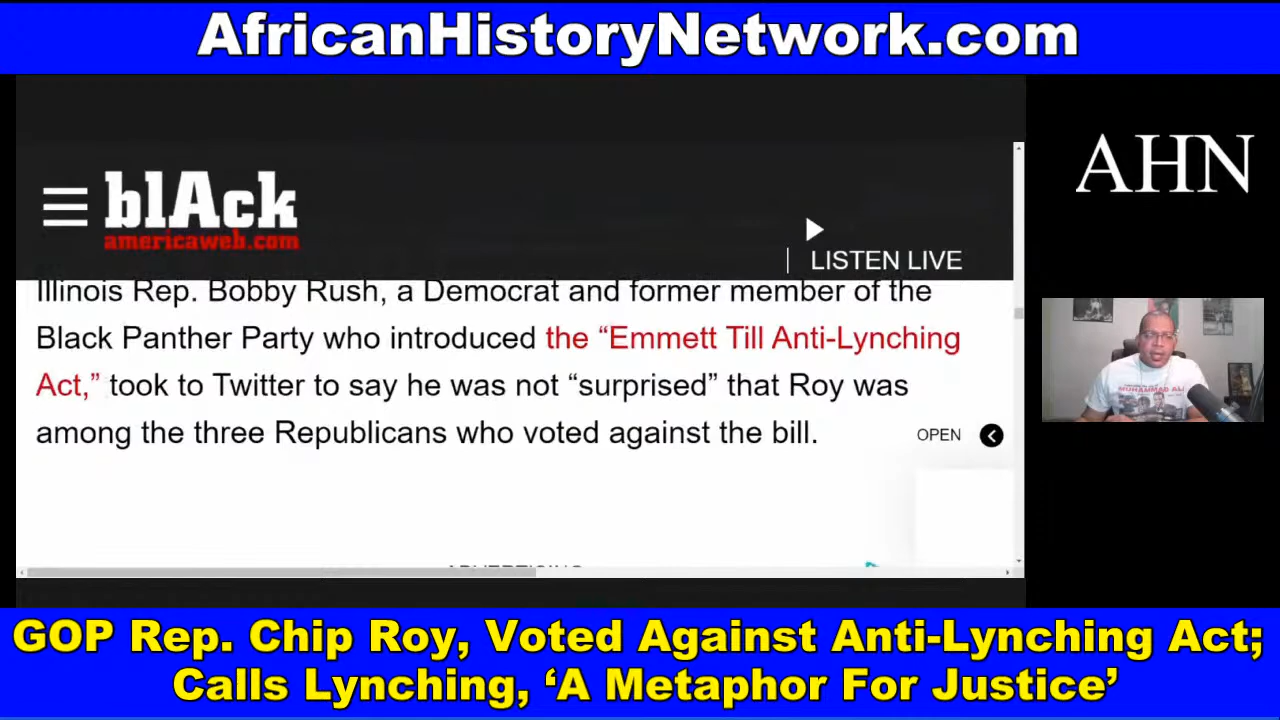 AfricanHistoryNetwork.com
AHN
blAck
americaweb.com
LISTEN LIVE
Illinois Rep. Bobby Rush, a Democrat and former member of the
Black Panther Party who introduced the “Emmett Till Anti-Lynching
Act,” took to Twitter to say he was not “surprised” that Roy was
among the three Republicans who voted against the bill.
OPEN
ADVERTISING
MUHAMMAD ALI
GOP Rep. Chip Roy, Voted Against Anti-Lynching Act;
Calls Lynching, ‘A Metaphor For Justice’